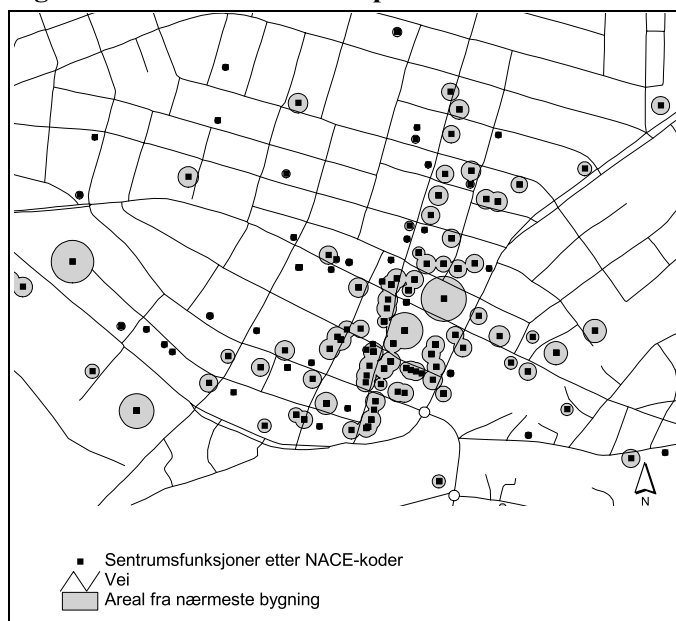 N
Sentrumsfunksjoner etter NACE-koder
Vei
Areal fra nærmeste bygning